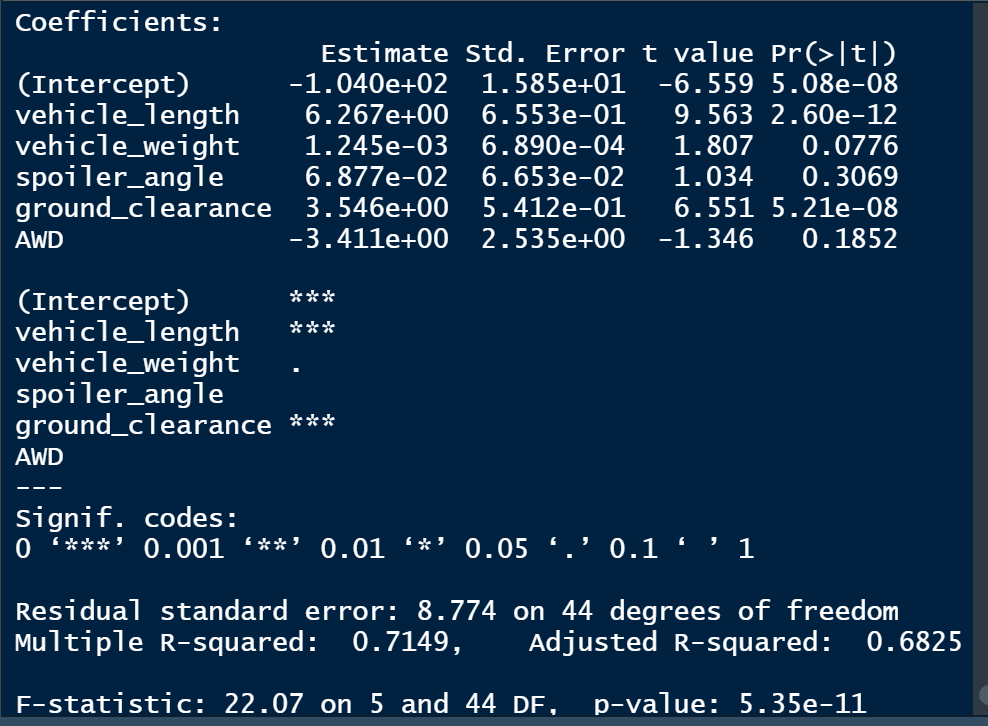 Coefficients:
                   Estimate Std. Error t value Pr(>|t|)
(Intercept)      -1.040e+02  1.585e+01  -6.559 5.08e-08
vehicle_length    6.267e+00  6.553e-01   9.563 2.60e-12
vehicle_weight    1.245e-03  6.890e-04   1.807   0.0776
spoiler_angle     6.877e-02  6.653e-02   1.034   0.3069
ground_clearance  3.546e+00  5.412e-01   6.551 5.21e-08
AWD              -3.411e+00  2.535e+00  -1.346   0.1852

(Intercept)      ***
vehicle_length   ***
vehicle_weight   .
spoiler_angle
ground_clearance ***
AWD
---
Signif. codes:
0 ‘***’ 0.001 ‘**’ 0.01 ‘*’ 0.05 ‘.’ 0.1 ‘ ’ 1

Residual standard error: 8.774 on 44 degrees of freedom
Multiple R-squared:  0.7149,	Adjusted R-squared:  0.6825

F-statistic: 22.07 on 5 and 44 DF,  p-value: 5.35e-11